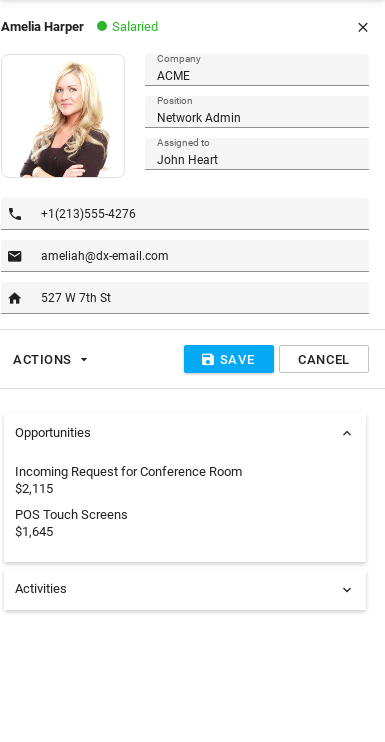 Amelia Harper Salaried
Company
ACME
Position
Network Admin
Assigned to
John Heart
+1(213)555-4276
ameliah@dx-email.com
527 W 7th St
ACTIONS SAVE CANCEL
Opportunities
Incoming Request for Conference Room
$2,115
POS Touch Screens
$1,645
Activities